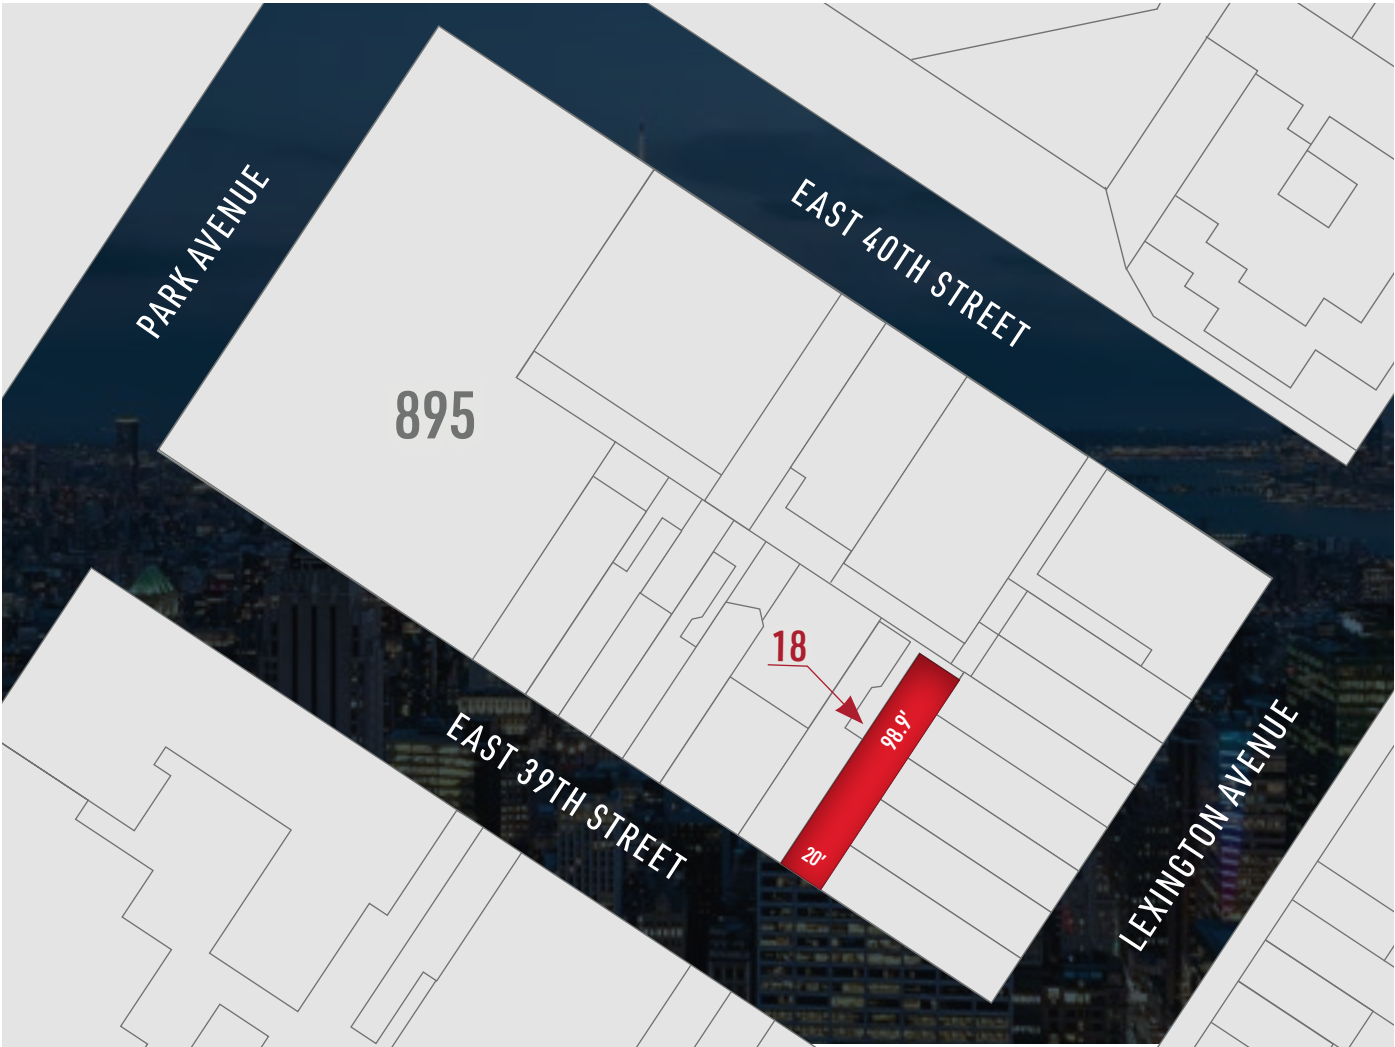 PARK AVENUE
EAST 40TH STREET
895
18
98.9'
20'
EAST 39TH STREET
LEXINGTON AVENUE